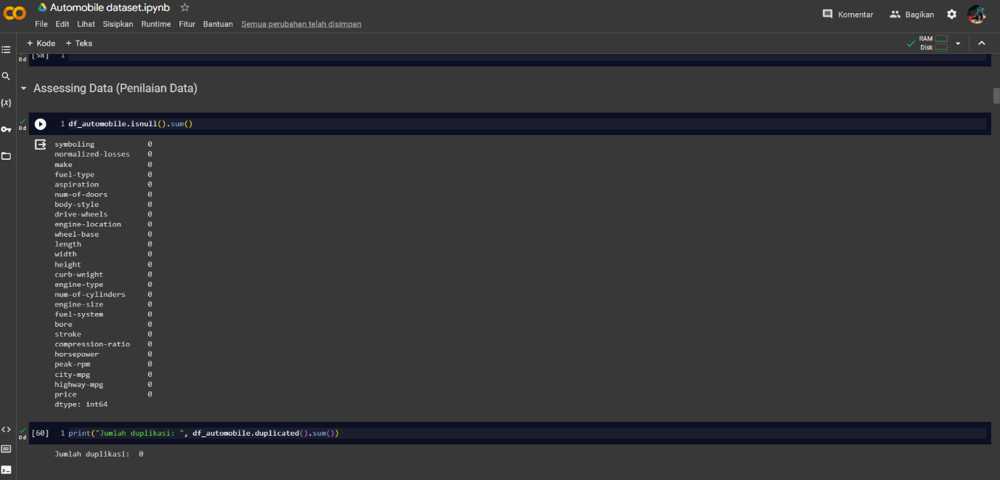 Automobile dataset.ipynb
File Edit Lihat Sisipkan Runtime Fitur Bantuan Semua perubahan telah disimpan
Komentar Bagikan
+ Kode + Teks
RAM
Disk
0 d [58] 1
Assessing Data (Penilaian Data)
{x}
0 d 1 df_automobile.isnull().sum()
symboling 0
normalized-losses 0
make 0
fuel-type 0
aspiration 0
num-of-doors 0
body-style 0
drive-wheels 0
engine-location 0
wheel-base 0
length 0
width 0
height 0
curb-weight 0
engine-type 0
num-of-cylinders 0
engine-size 0
fuel-system 0
bore 0
stroke 0
compression-ratio 0
horsepower 0
peak-rpm 0
city-mpg 0
highway-mpg 0
price 0
dtype: int64
0 d [60] 1 print("Jumlah duplikasi: ", df_automobile.duplicated().sum())
Jumlah duplikasi:  0